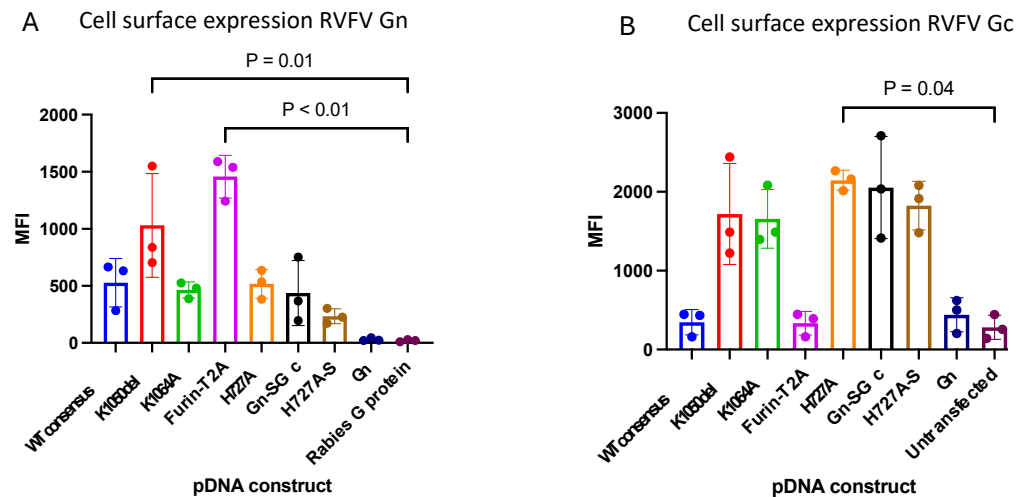 A
Cell surface expression RVFV Gn
P = 0.01
P < 0.01
2000
1500
1000
500
0
MFI
WT consensus
K1050del
K1064A
Furin-T2A
H727A
Gn-SG c
H727A-S
Gn
Rabies G protein
pDNA construct
B
Cell surface expression RVFV Gc
P = 0.04
3000
2000
1000
0
MFI
WT consensus
K1050del
K1064A
Furin-T2A
H727A
Gn-SG c
H727A-S
Gn
Untransfected
pDNA construct